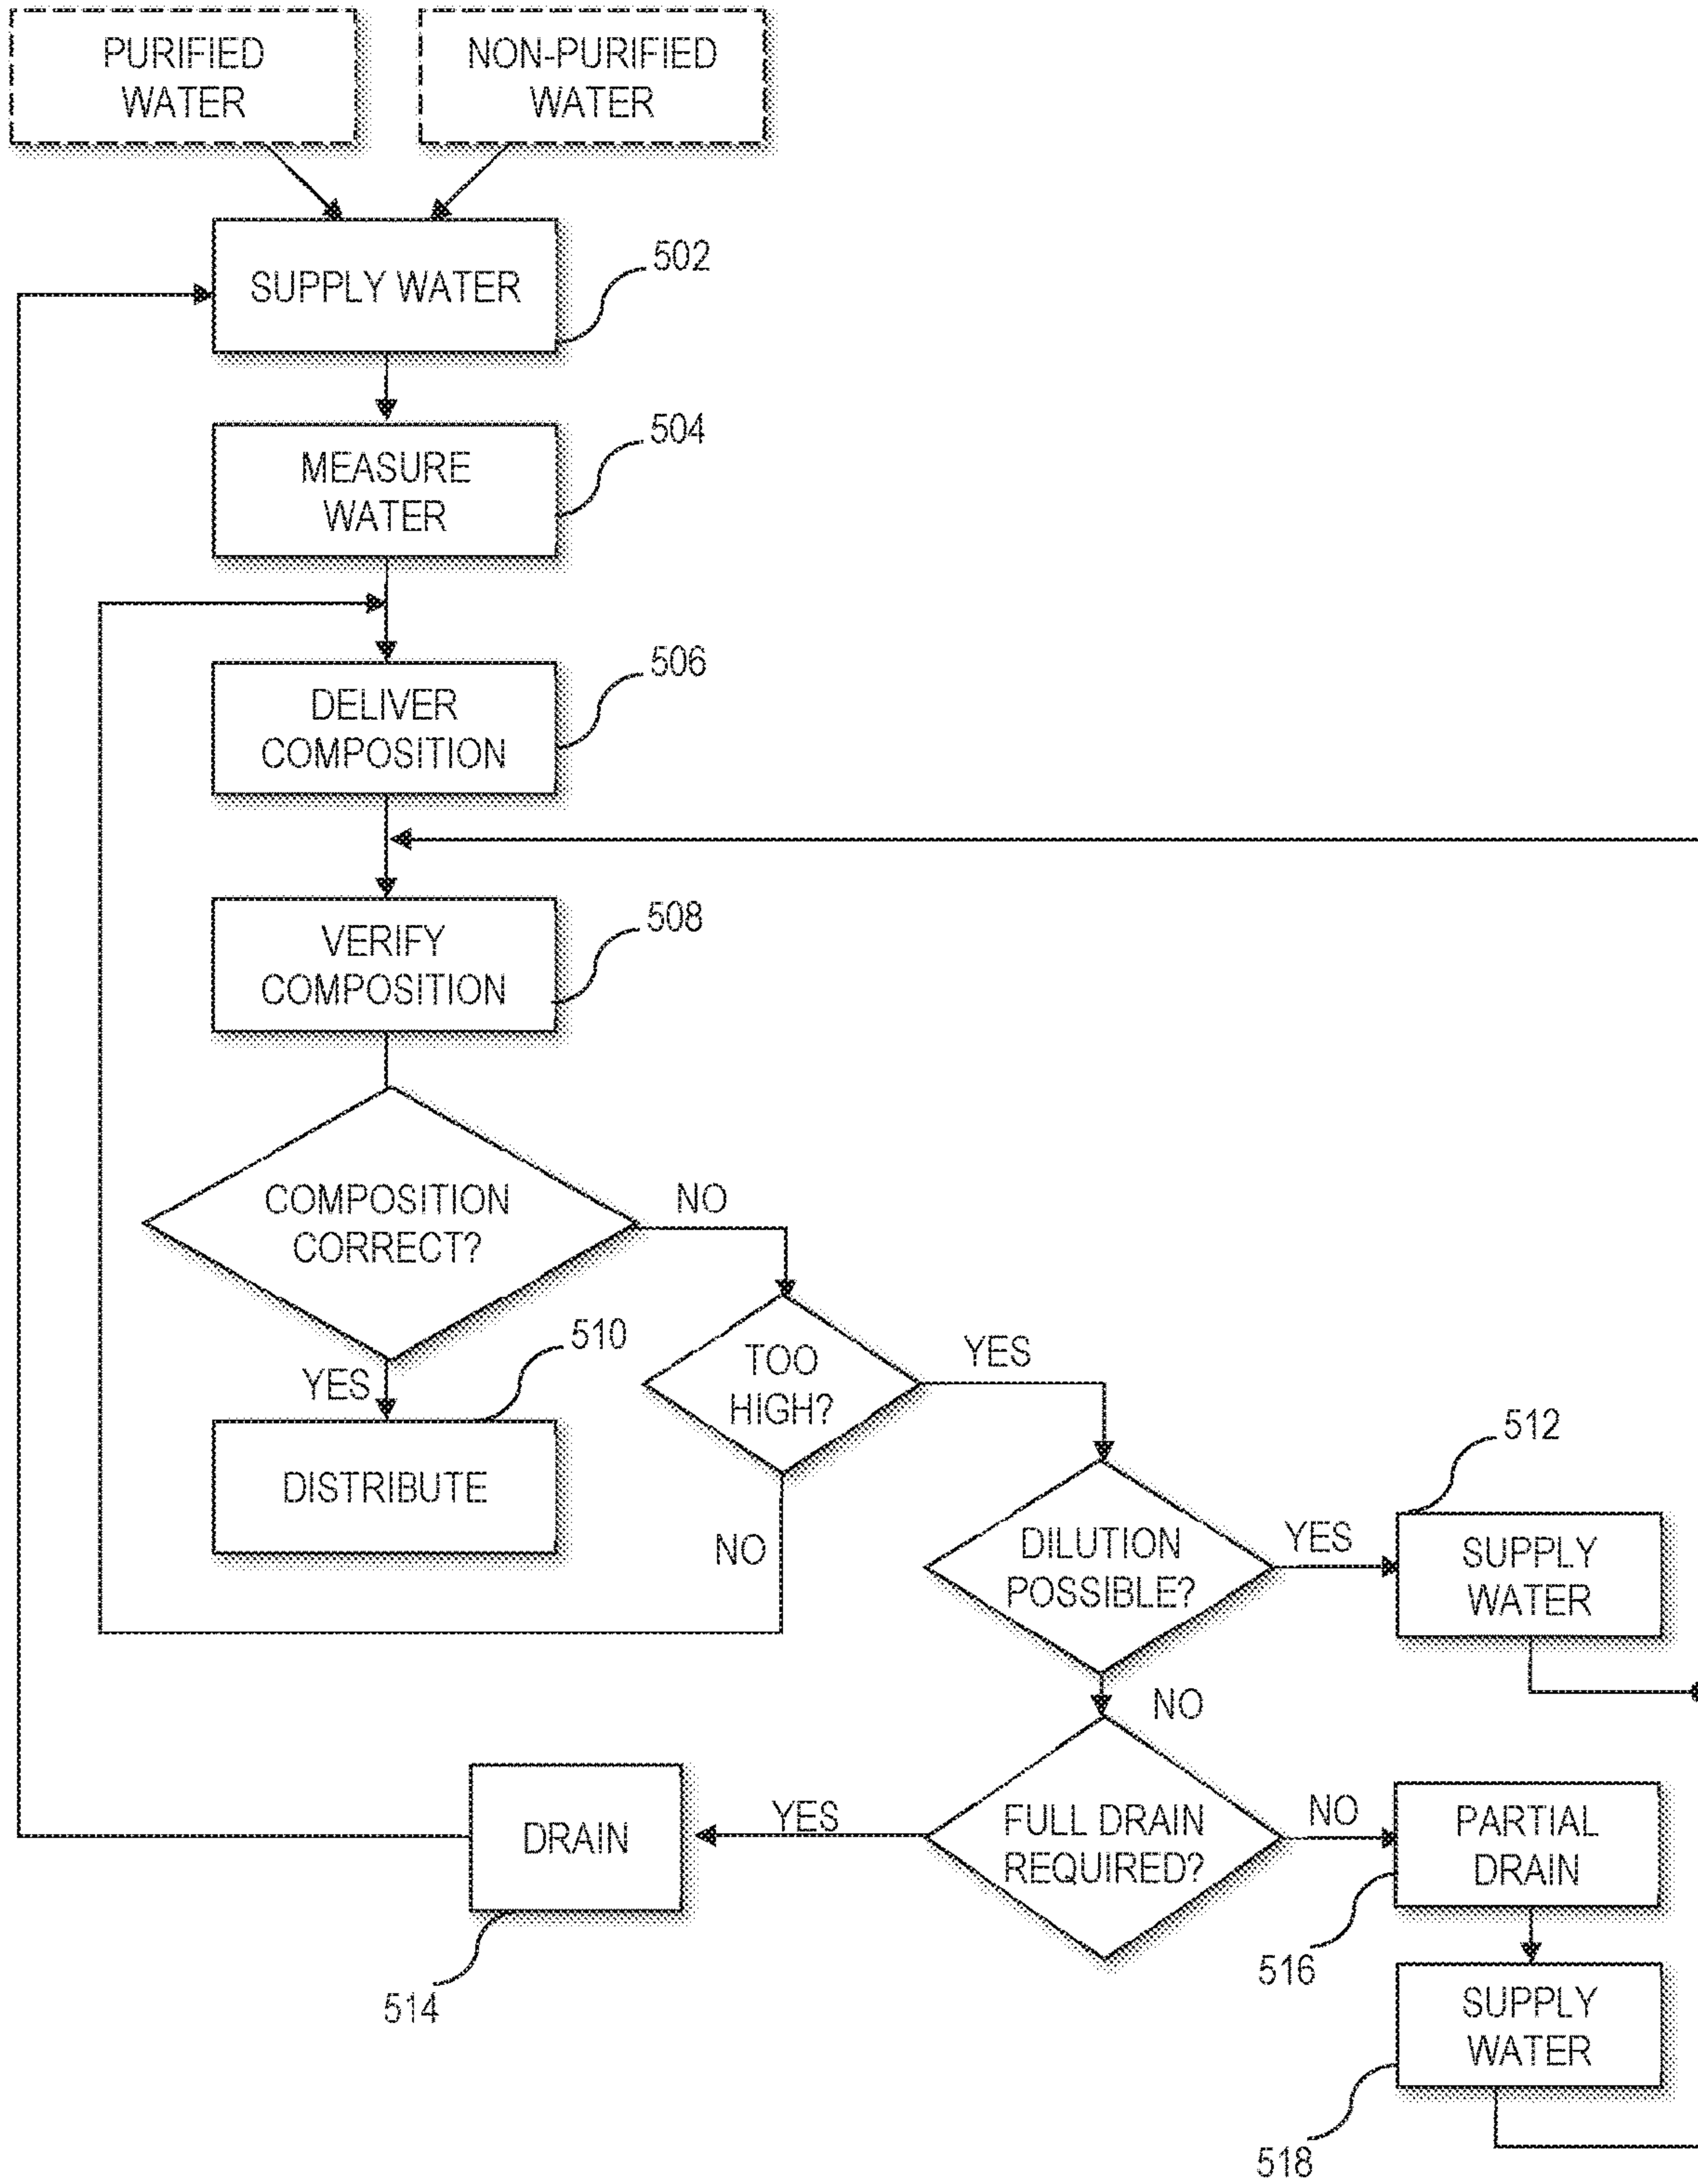 PURIFIED
WATER
NON-PURIFIED
WATER
SUPPLY WATER
502
MEASURE
WATER
504
DELIVER
COMPOSITION
506
VERIFY
COMPOSITION
508
COMPOSITION
CORRECT?
NO
YES
510
DISTRIBUTE
TOO
HIGH?
YES
NO
DILUTION
POSSIBLE?
YES
512
SUPPLY
WATER
NO
FULL DRAIN
REQUIRED?
YES
DRAIN
514
NO
PARTIAL
DRAIN
516
SUPPLY
WATER
518